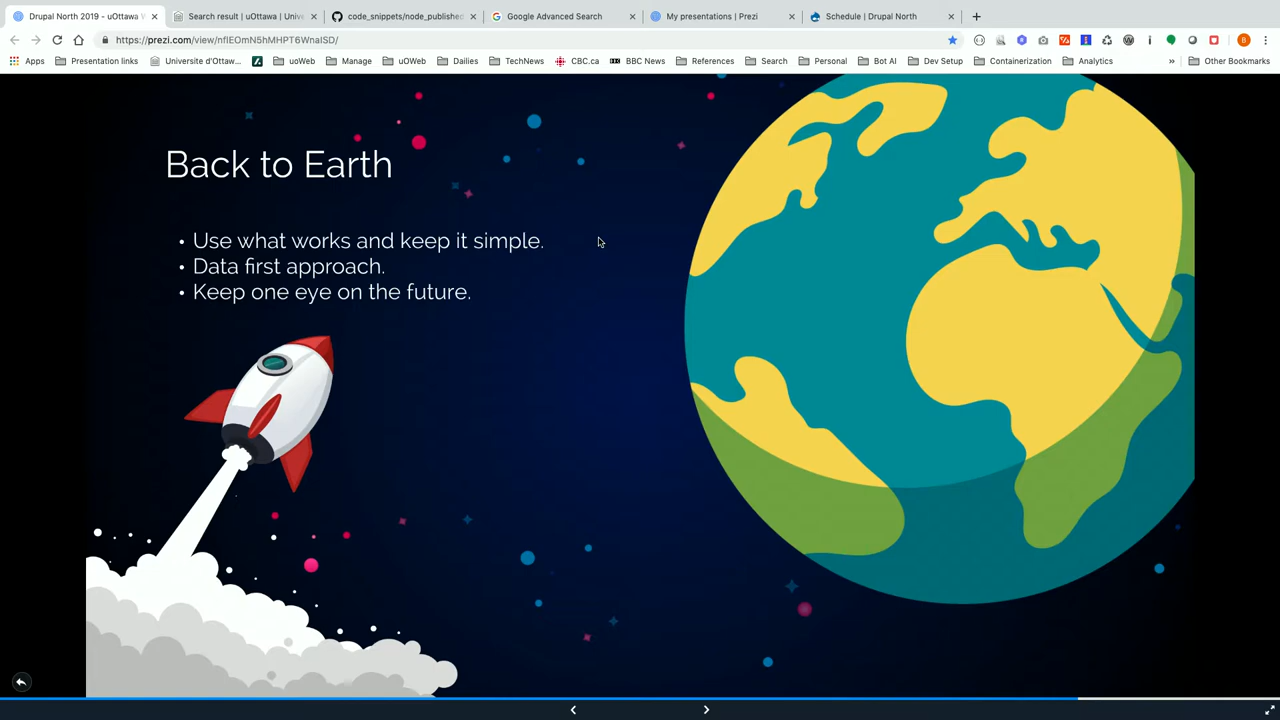 Drupal North 2019 - uOttawa W
Search result | uOttawa | Unive
code_snippets/node_published
Google Advanced Search
My presentations | Prezi
Schedule | Drupal North
https://prezi.com/view/nflEOmN5hMHPT6WnaISD/
Apps
Presentation links
Universite d'Ottaw...
uoWeb
Manage
uOWeb
Dailies
TechNews
CBC.ca
BBC News
References
Search
Personal
Bot AI
Dev Setup
Containerization
Analytics
»
Other Bookmarks
Back to Earth
• Use what works and keep it simple.
• Data first approach.
• Keep one eye on the future.